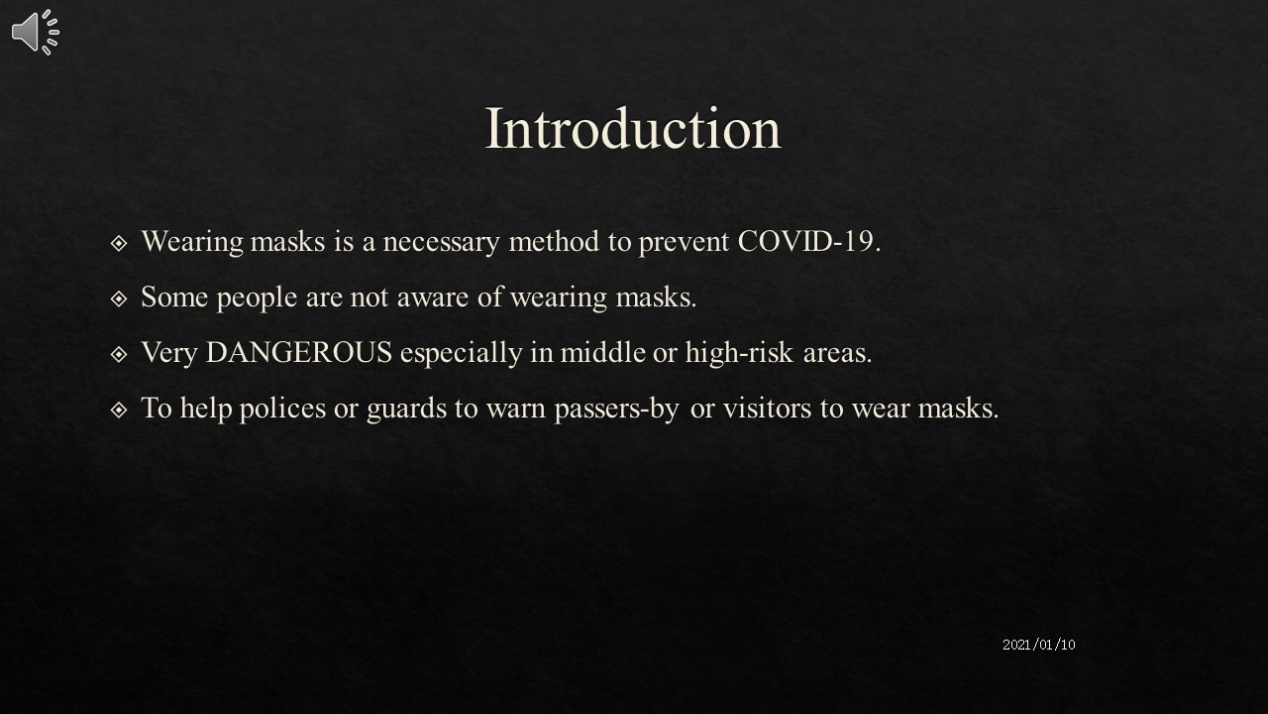 Introduction
Wearing masks is a necessary method to prevent COVID-19.
Some people are not aware of wearing masks.
Very DANGEROUS especially in middle or high-risk areas.
To help polices or guards to warn passers-by or visitors to wear masks.
2021/01/10